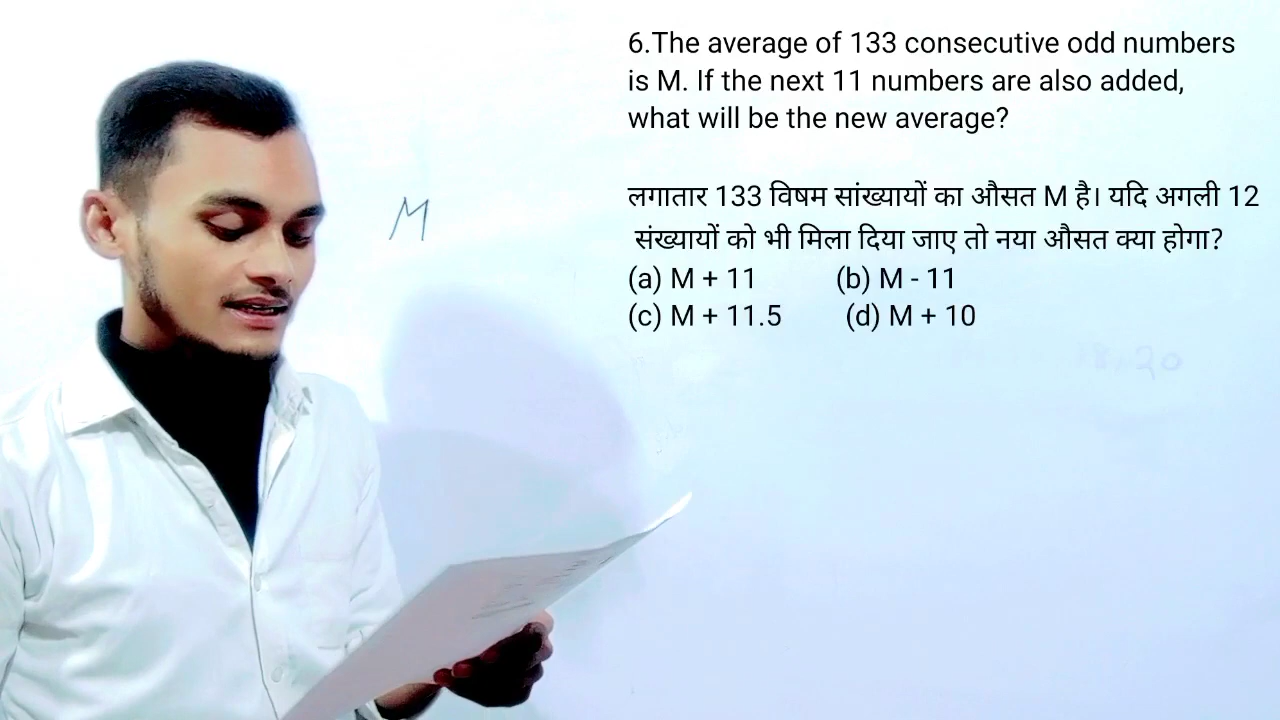 6.The average of 133 consecutive odd numbers
is M. If the next 11 numbers are also added,
what will be the new average?
लगातार 133 विषम सांख्यायों का औसत M है। यदि अगली 12
संख्यायों को भी मिला दिया जाए तो नया औसत क्या होगा?
(a) M + 11 (b) M - 11
(c) M + 11.5 (d) M + 10
M